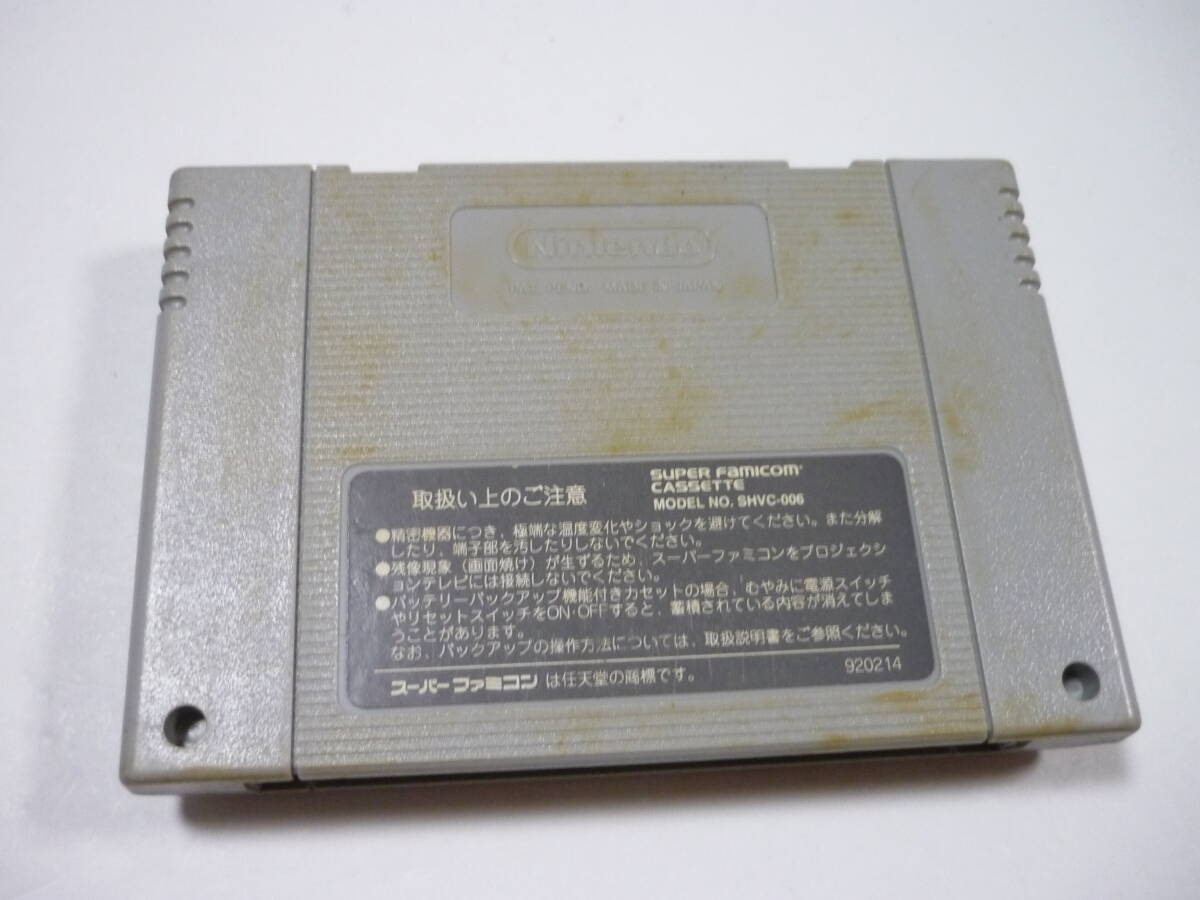 Nintendo
PAT. PEND. MADE IN JAPAN
取扱い上のご注意
SUPER FAMICOM
CASSETTE
MODEL NO. SHVC-006
●精密機器につき、極端な温度変化やショックを避けてください。また分解
したり、端子部を汚したりしないでください。
●残像現象（画面焼け）が生ずるため、スーパーファミコンをプロジェクシ
ョンテレビには接続しないでください。
●バッテリーバックアップ機能付きカセットの場合、むやみに電源スイッチ
やリセットスイッチをON·OFFすると、蓄積されている内容が消えてしま
うことがあります。
なお、バックアップの操作方法については、取扱説明書をご参照ください。
スーパーファミコン は任天堂の商標です。
920214